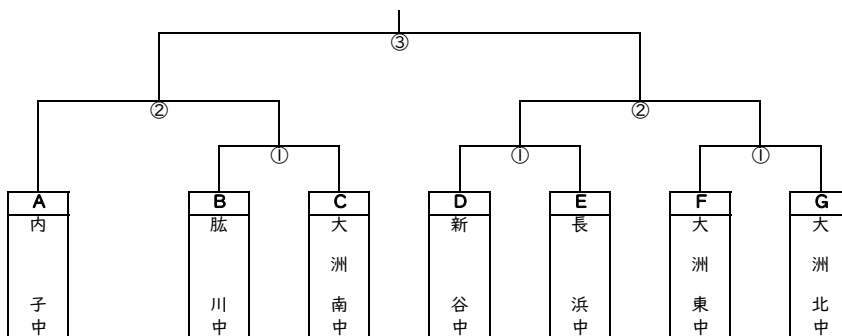 ③
② ②
① ① ①
A B C D E F G
内子中
肱川中
大洲南中
新谷中
長浜中
大洲東中
大洲北中